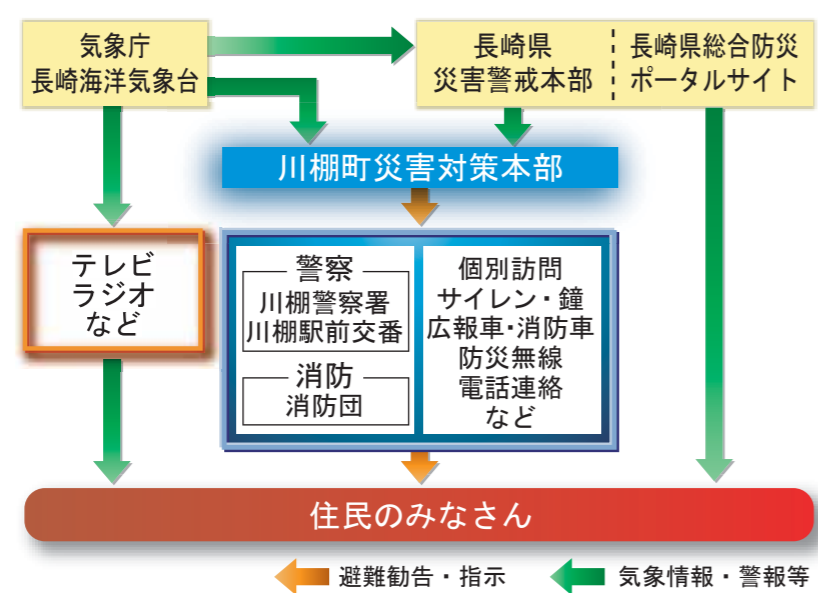 気象庁
長崎海洋気象台
長崎県
災害警戒本部
長崎県総合防災
ポータルサイト
川棚町災害対策本部
テレビ
ラジオ
など
警察
川棚警察署
川棚駅前交番
消防
消防団
個別訪問
サイレン・鐘
広報車・消防車
防災無線
電話連絡
など
住民のみなさん
避難勧告・指示
気象情報・警報等